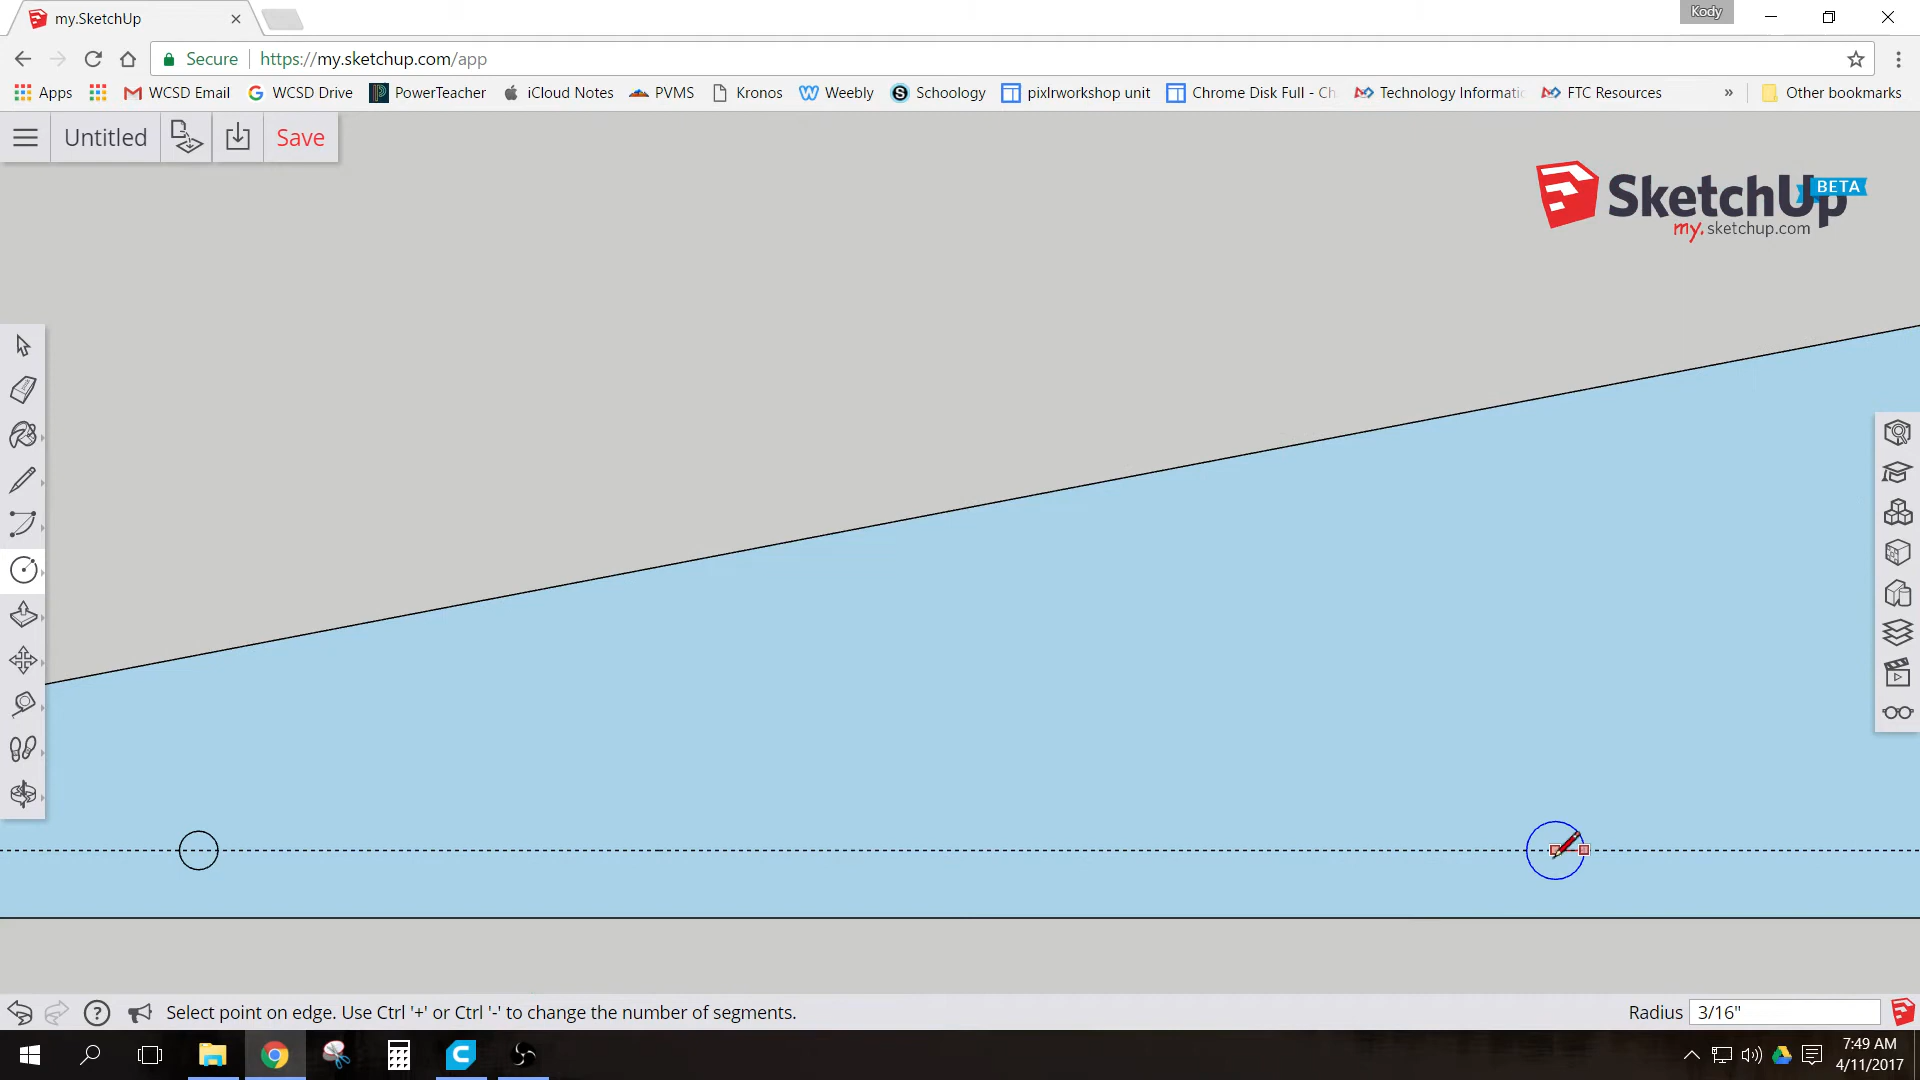 my.SketchUp
Kody
Secure https://my.sketchup.com/app
Apps WCSD Email WCSD Drive PowerTeacher iCloud Notes PVMS Kronos Weebly Schoology pixlrworkshop unit Chrome Disk Full - Ch Technology Informatic FTC Resources » Other bookmarks
Untitled Save
SketchUp BETA
my.sketchup.com
Select point on edge. Use Ctrl '+' or Ctrl '-' to change the number of segments. Radius 3/16"
7:49 AM
4/11/2017